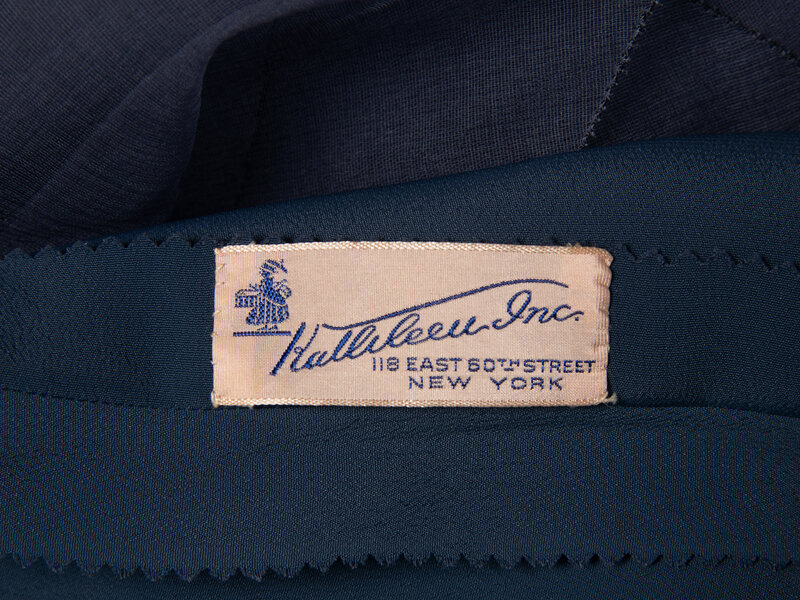 Kathleen, Inc.
118 EAST 60TH STREET
NEW YORK